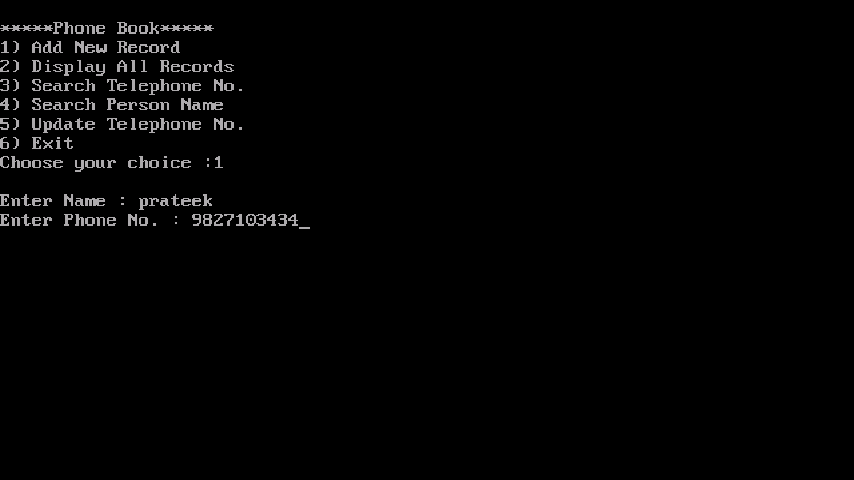 *****Phone Book*****
1) Add New Record
2) Display All Records
3) Search Telephone No.
4) Search Person Name
5) Update Telephone No.
6) Exit
Choose your choice :1
Enter Name : prateek
Enter Phone No. : 9827103434_